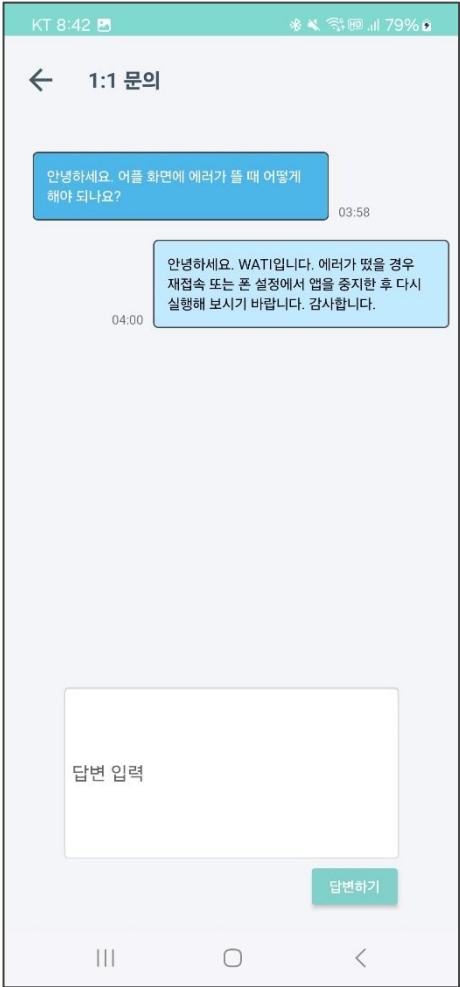 KT 8:42
79%
1:1 문의
안녕하세요. 어플 화면에 에러가 뜰 때 어떻게
해야 되나요?
03:58
안녕하세요. WATI입니다. 에러가 떴을 경우
재접속 또는 폰 설정에서 앱을 중지한 후 다시
실행해 보시기 바랍니다. 감사합니다.
04:00
답변 입력
답변하기